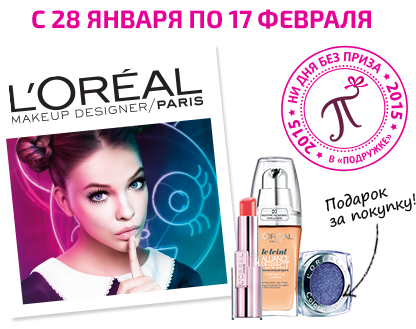 С 28 ЯНВАРЯ ПО 17 ФЕВРАЛЯ
L'ORÉAL
MAKEUP DESIGNER/PARIS
НИ ДНЯ БЕЗ ПРИЗА
2015
2015
В «ПОДРУЖКЕ»
П
Подарок
за покупку!
L'ORÉAL
le teint
L'ORÉAL